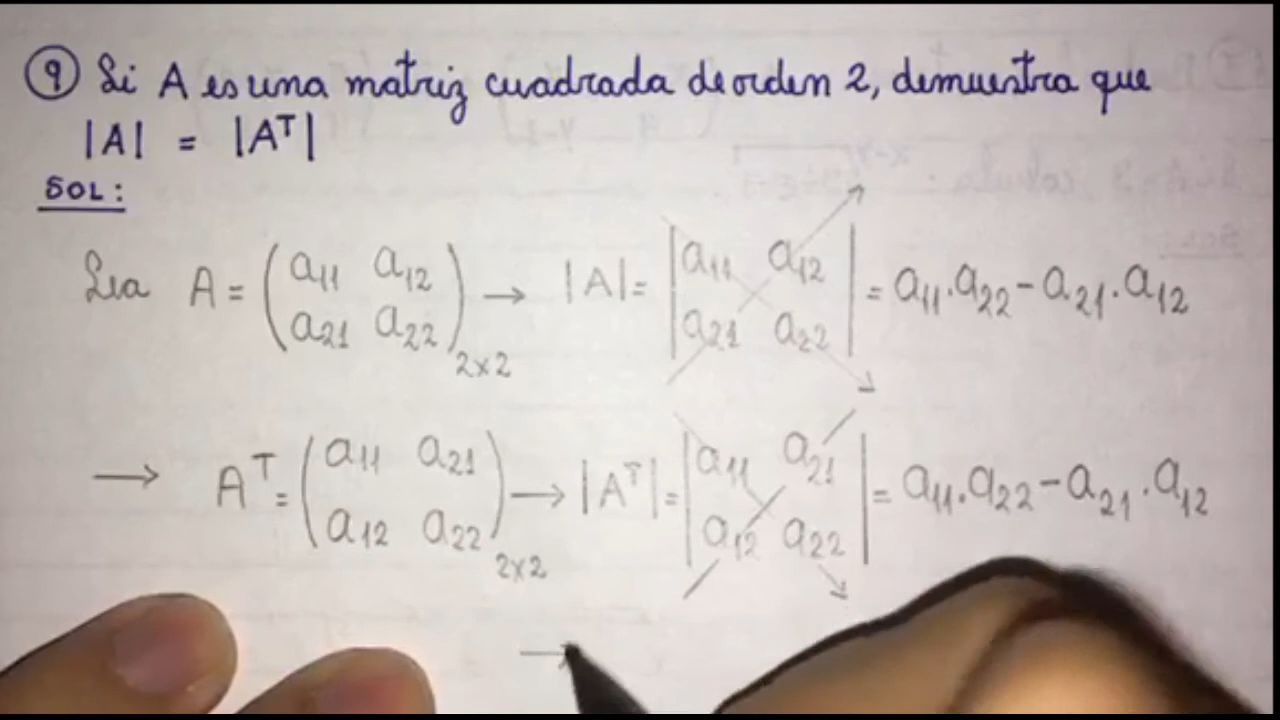 ⑨ Si A es una matriz cuadrada de orden 2, demuestra que
|A| = |Aᵀ|
SOL:
Sea A = (a₁₁ a₁₂ → |A| = |a₁₁ a₁₂| = a₁₁.a₂₂ - a₂₁.a₁₂
a₂₁ a₂₂)₂ₓ₂ |a₂₁ a₂₂|
→ Aᵀ = (a₁₁ a₂₁ → |Aᵀ| = |a₁₁ a₂₁| = a₁₁.a₂₂ - a₂₁.a₁₂
a₁₂ a₂₂)₂ₓ₂ |a₁₂ a₂₂|
→